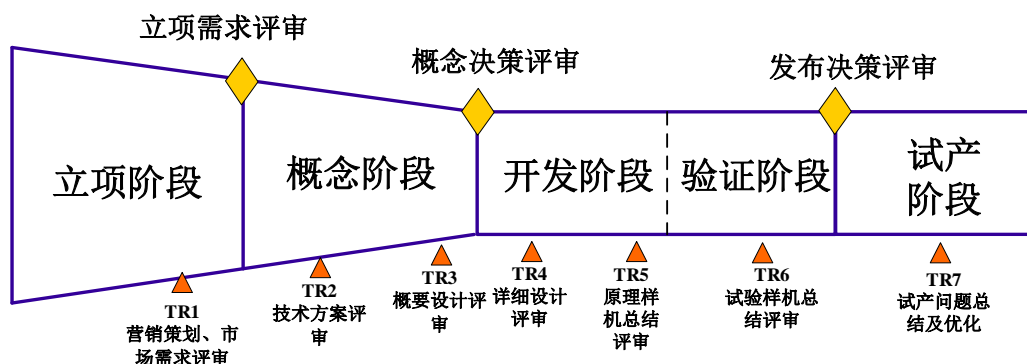 立项需求评审
概念决策评审
发布决策评审
立项阶段
概念阶段
开发阶段
验证阶段
试产
阶段
TR1
营销策划、市
场需求评审
TR2
技术方案评
审
TR3
概要设计评
审
TR4
详细设计
评审
TR5
原理样
机总结
评审
TR6
试验样机总
结评审
TR7
试产问题总
结及优化